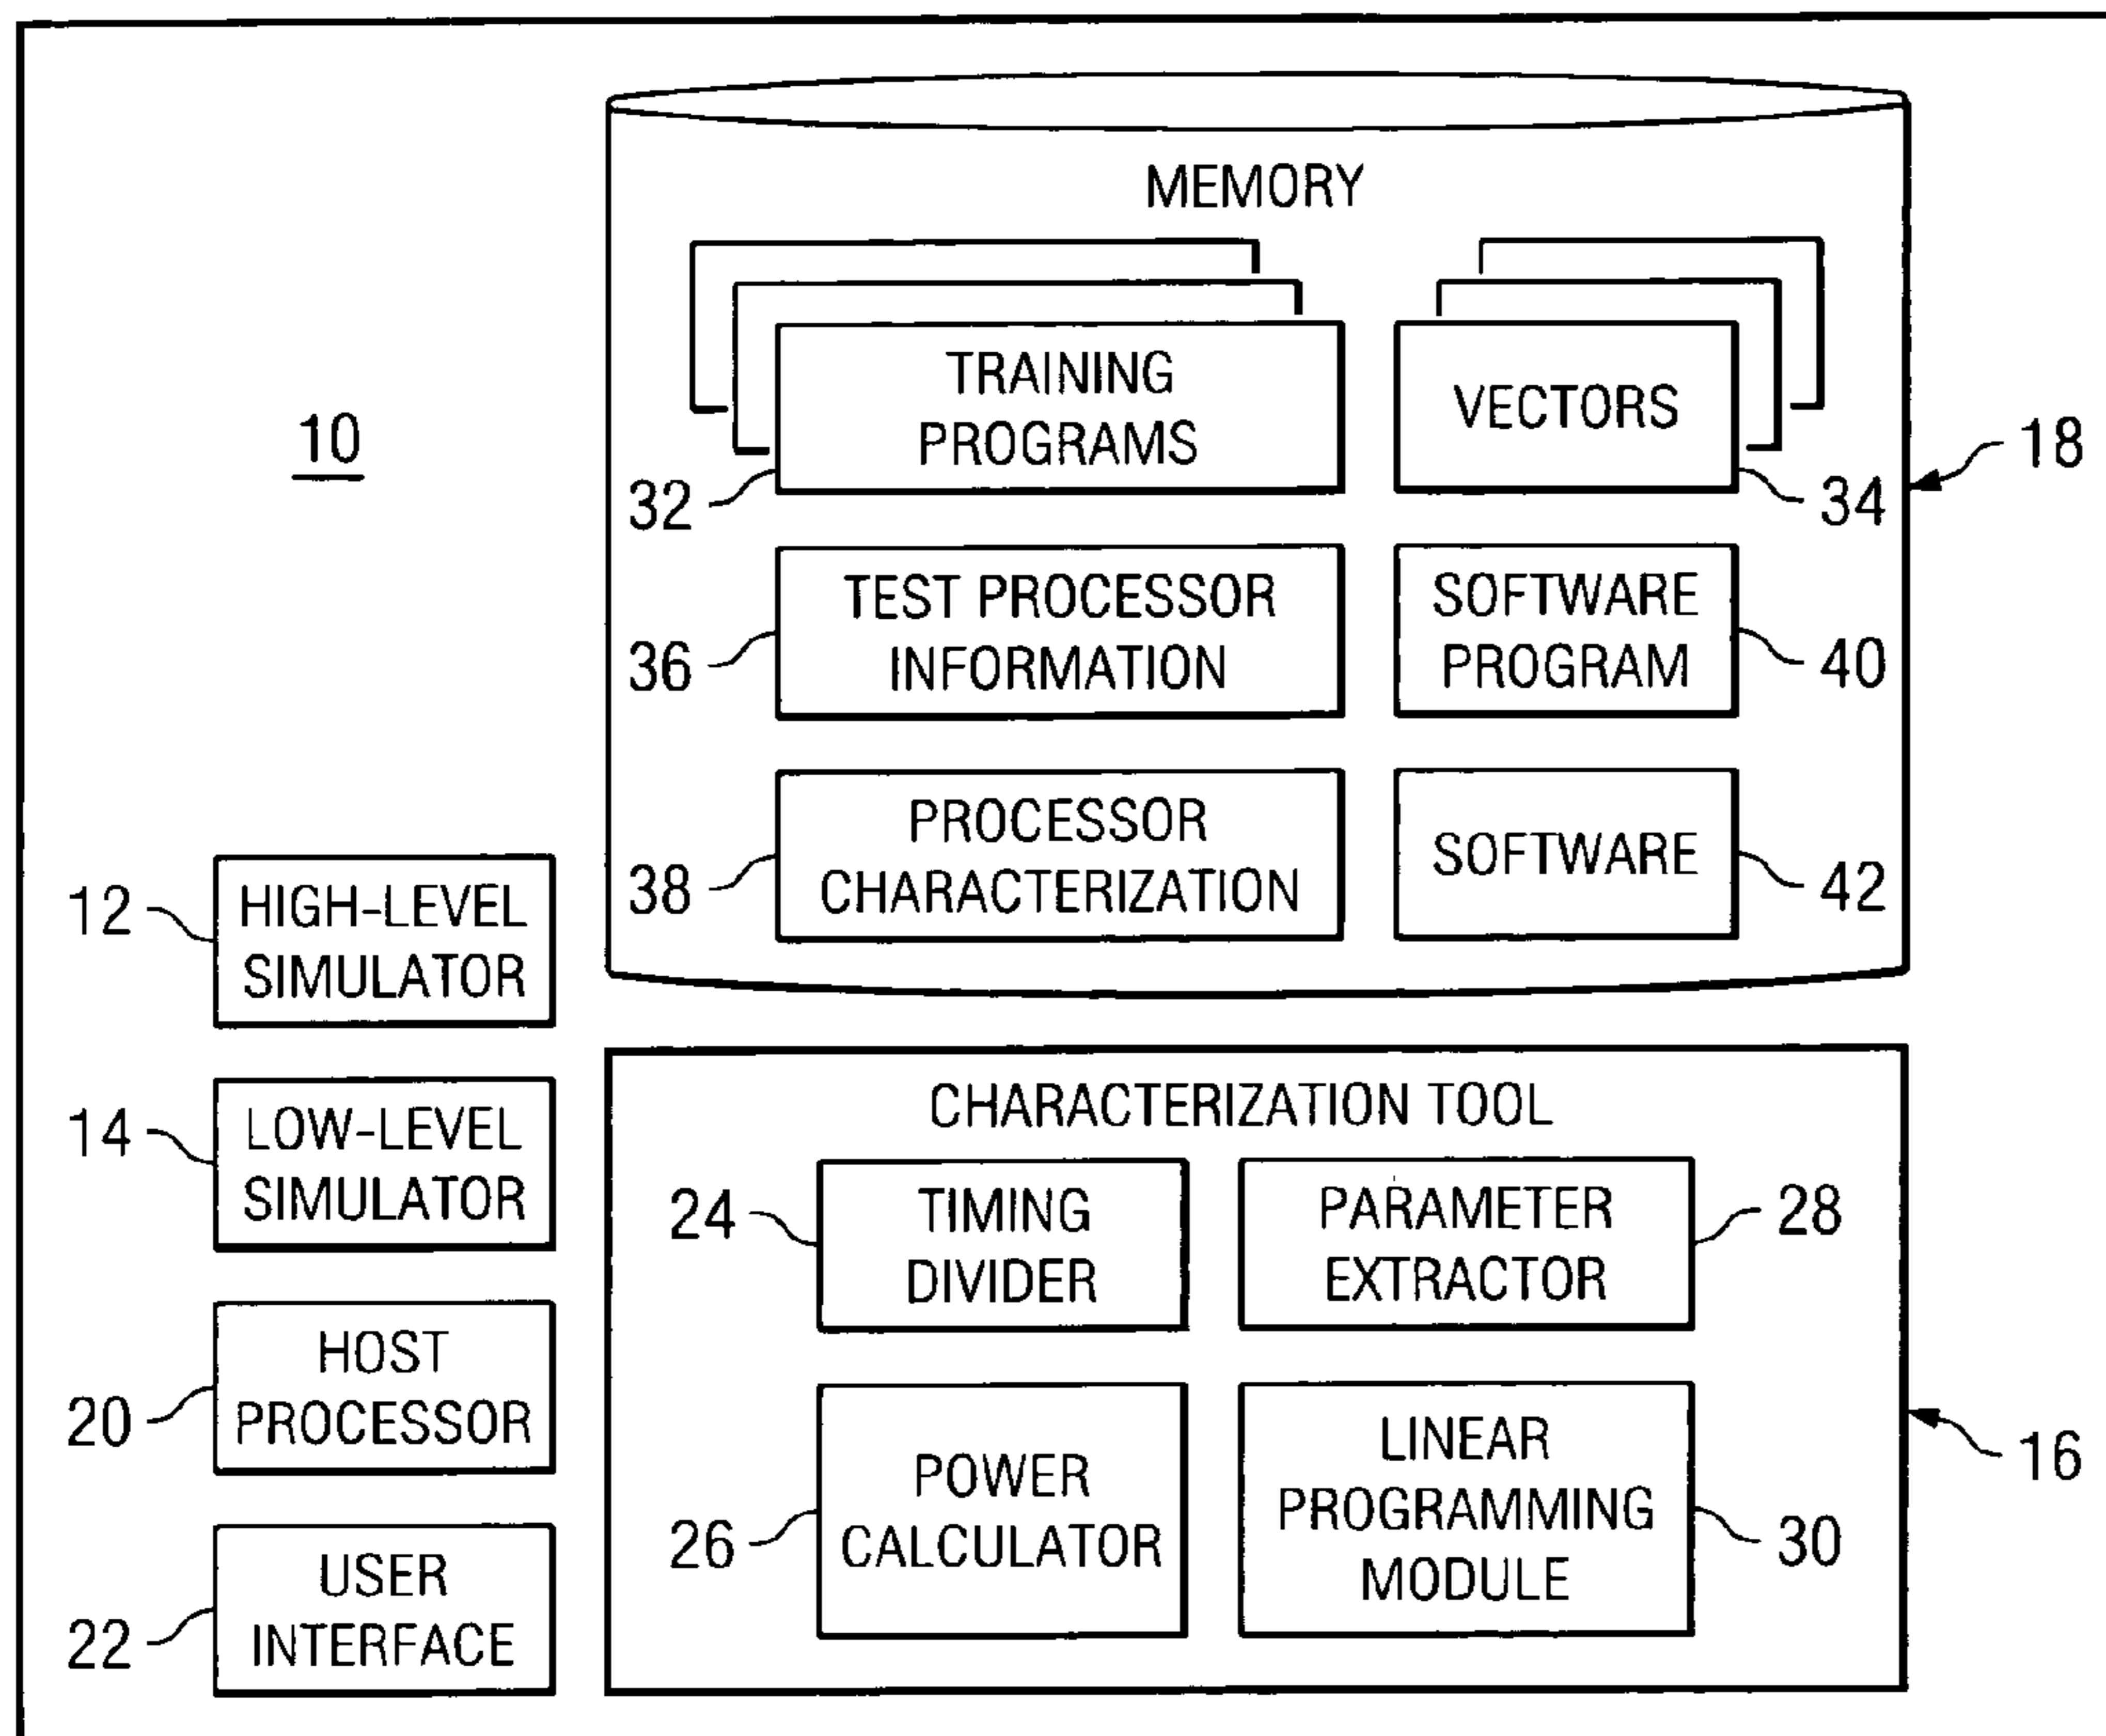 10
MEMORY
TRAINING
PROGRAMS
32
VECTORS
34
18
TEST PROCESSOR
INFORMATION
36
SOFTWARE
PROGRAM
40
PROCESSOR
CHARACTERIZATION
38
SOFTWARE
42
12
HIGH-LEVEL
SIMULATOR
14
LOW-LEVEL
SIMULATOR
20
HOST
PROCESSOR
22
USER
INTERFACE
CHARACTERIZATION TOOL
24
TIMING
DIVIDER
PARAMETER
EXTRACTOR
28
26
POWER
CALCULATOR
LINEAR
PROGRAMMING
MODULE
30
16